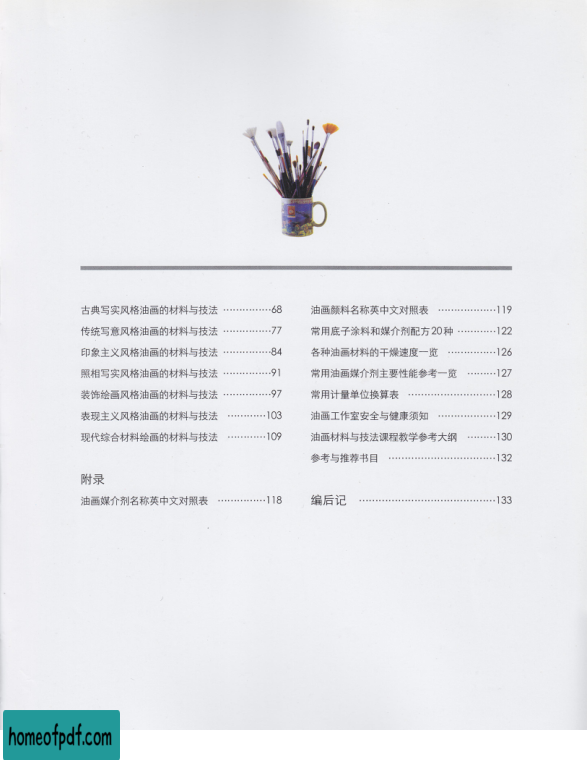 古典写实风格油画的材料与技法 ……………68
传统写意风格油画的材料与技法 ……………77
印象主义风格油画的材料与技法 ……………84
照相写实风格油画的材料与技法 ……………91
装饰绘画风格油画的材料与技法 ……………97
表现主义风格油画的材料与技法 …………103
现代综合材料绘画的材料与技法 …………109
附录
油画媒介剂名称英中文对照表 ……………118
油画颜料名称英中文对照表 ………………119
常用底子涂料和媒介剂配方20种 …………122
各种油画材料的干燥速度一览 ……………126
常用油画媒介剂主要性能参考一览 ………127
常用计量单位换算表 ………………………128
油画工作室安全与健康须知 ………………129
油画材料与技法课程教学参考大纲 ………130
参考与推荐书目 ……………………………132
编后记 ……………………………………133
homeofpdf.com